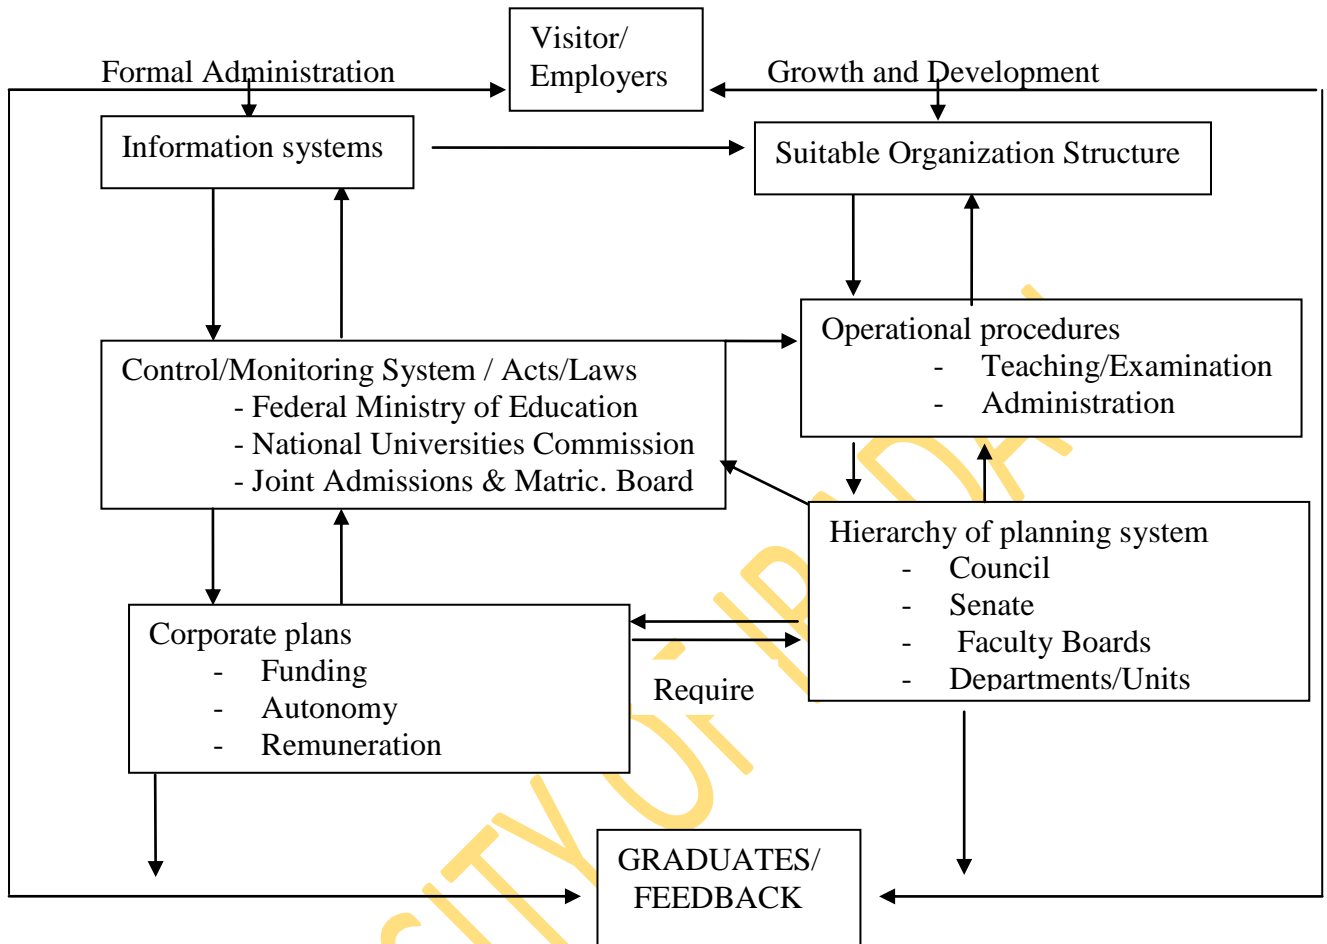 Visitor/
Employers
Formal Administration
Growth and Development
Information systems
Suitable Organization Structure
Operational procedures
- Teaching/Examination
- Administration
Control/Monitoring System / Acts/Laws
- Federal Ministry of Education
- National Universities Commission
- Joint Admissions & Matric. Board
Hierarchy of planning system
- Council
- Senate
- Faculty Boards
- Departments/Units
Corporate plans
- Funding
- Autonomy
- Remuneration
Require
GRADUATES/
FEEDBACK